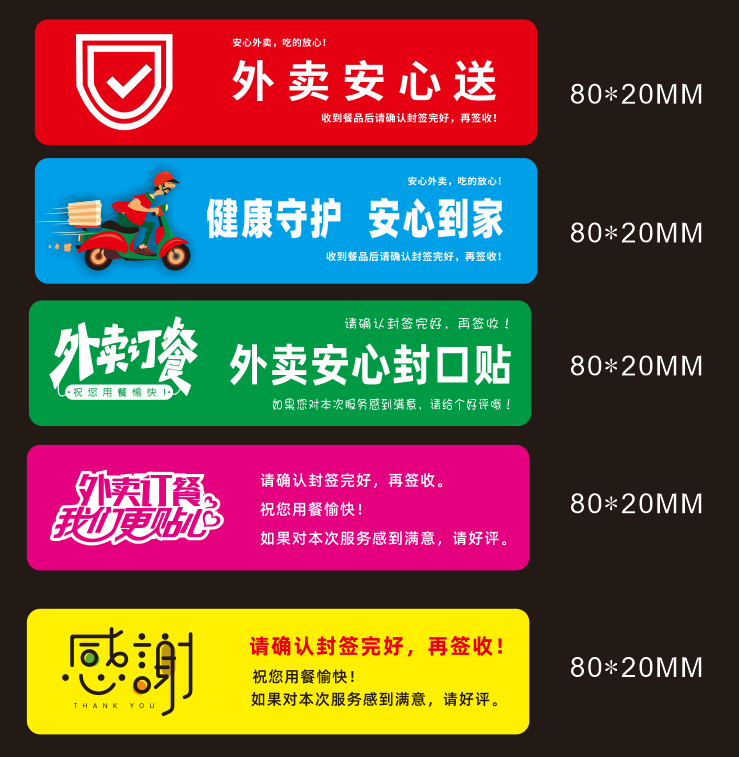 安心外卖，吃的放心！
外卖安心送
收到餐品后请确认封签完好，再签收！
80*20MM
安心外卖，吃的放心！
健康守护 安心到家
收到餐品后请确认封签完好，再签收！
80*20MM
外卖订餐
祝您用餐愉快！
请确认封签完好，再签收！
外卖安心封口贴
如果您对本次服务感到满意，请给个好评哦！
80*20MM
外卖订餐
我们更贴心
请确认封签完好，再签收。
祝您用餐愉快！
如果对本次服务感到满意，请好评。
80*20MM
感謝
THANK YOU
请确认封签完好，再签收！
祝您用餐愉快！
如果对本次服务感到满意，请好评。
80*20MM